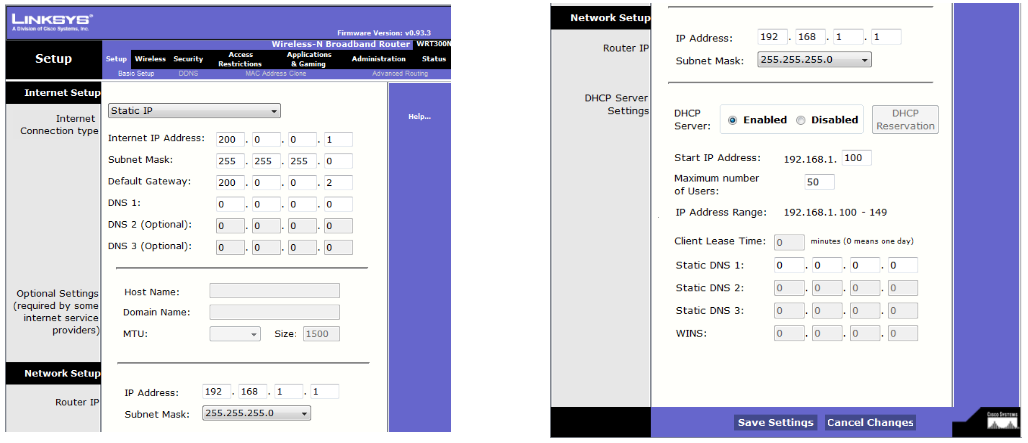 LINKSYS®
A Division of Cisco Systems, Inc.
Firmware Version: v0.93.3
Wireless-N Broadband Router WRT300N
Setup
Setup Wireless Security Access Restrictions Applications & Gaming Administration Status
Basic Setup DDNS MAC Address Clone Advanced Routing
Internet Setup
Internet
Connection type
Static IP
Help...
Internet IP Address: 200 . 0 . 0 . 1
Subnet Mask: 255 . 255 . 255 . 0
Default Gateway: 200 . 0 . 0 . 2
DNS 1: 0 . 0 . 0 . 0
DNS 2 (Optional): 0 . 0 . 0 . 0
DNS 3 (Optional): 0 . 0 . 0 . 0
Optional Settings
(required by some
internet service
providers)
Host Name:
Domain Name:
MTU: Size: 1500
Network Setup
Router IP
IP Address: 192 . 168 . 1 . 1
Subnet Mask: 255.255.255.0
Network Setup
Router IP
IP Address: 192 . 168 . 1 . 1
Subnet Mask: 255.255.255.0
DHCP Server
Settings
DHCP
Server:
Enabled Disabled
DHCP
Reservation
Start IP Address: 192.168.1. 100
Maximum number
of Users:
50
IP Address Range: 192.168.1.100 - 149
Client Lease Time: 0 minutes (0 means one day)
Static DNS 1: 0 . 0 . 0 . 0
Static DNS 2: 0 . 0 . 0 . 0
Static DNS 3: 0 . 0 . 0 . 0
WINS: 0 . 0 . 0 . 0
Save Settings Cancel Changes
Cisco Systems